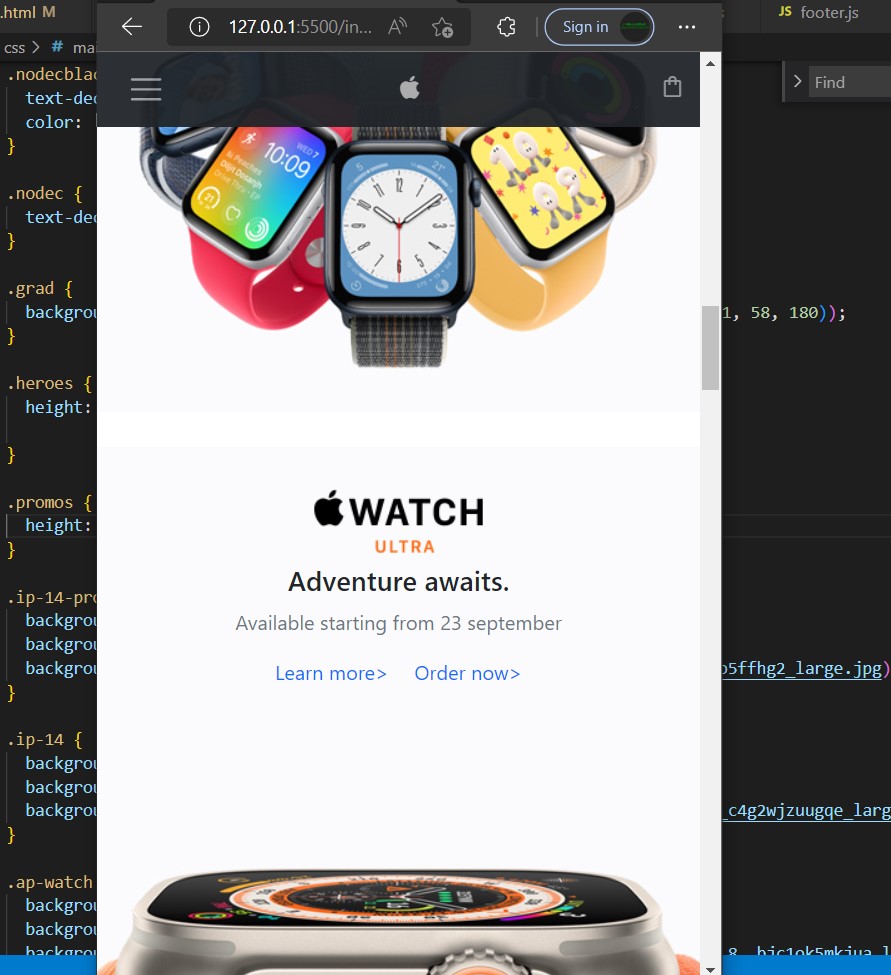 .html M
127.0.0.1:5500/in...
Sign in
JS footer.js
css > # ma
Find
.nodecblac
text-dec
color:
}
WED 7
10:09
.nodec {
text-dec
}
.grad {
backgrou
1, 58, 180));
}
.heroes {
height:
}
.promos {
height:
}
WATCH
ULTRA
Adventure awaits.
Available starting from 23 september
Learn more>
Order now>
.ip-14-pro
backgrou
backgrou
backgrou
o5ffhg2_large.jpg)
}
.ip-14 {
backgrou
backgrou
backgrou
_c4g2wjzuugqe_larg
}
.ap-watch
backgrou
backgrou
backgrou